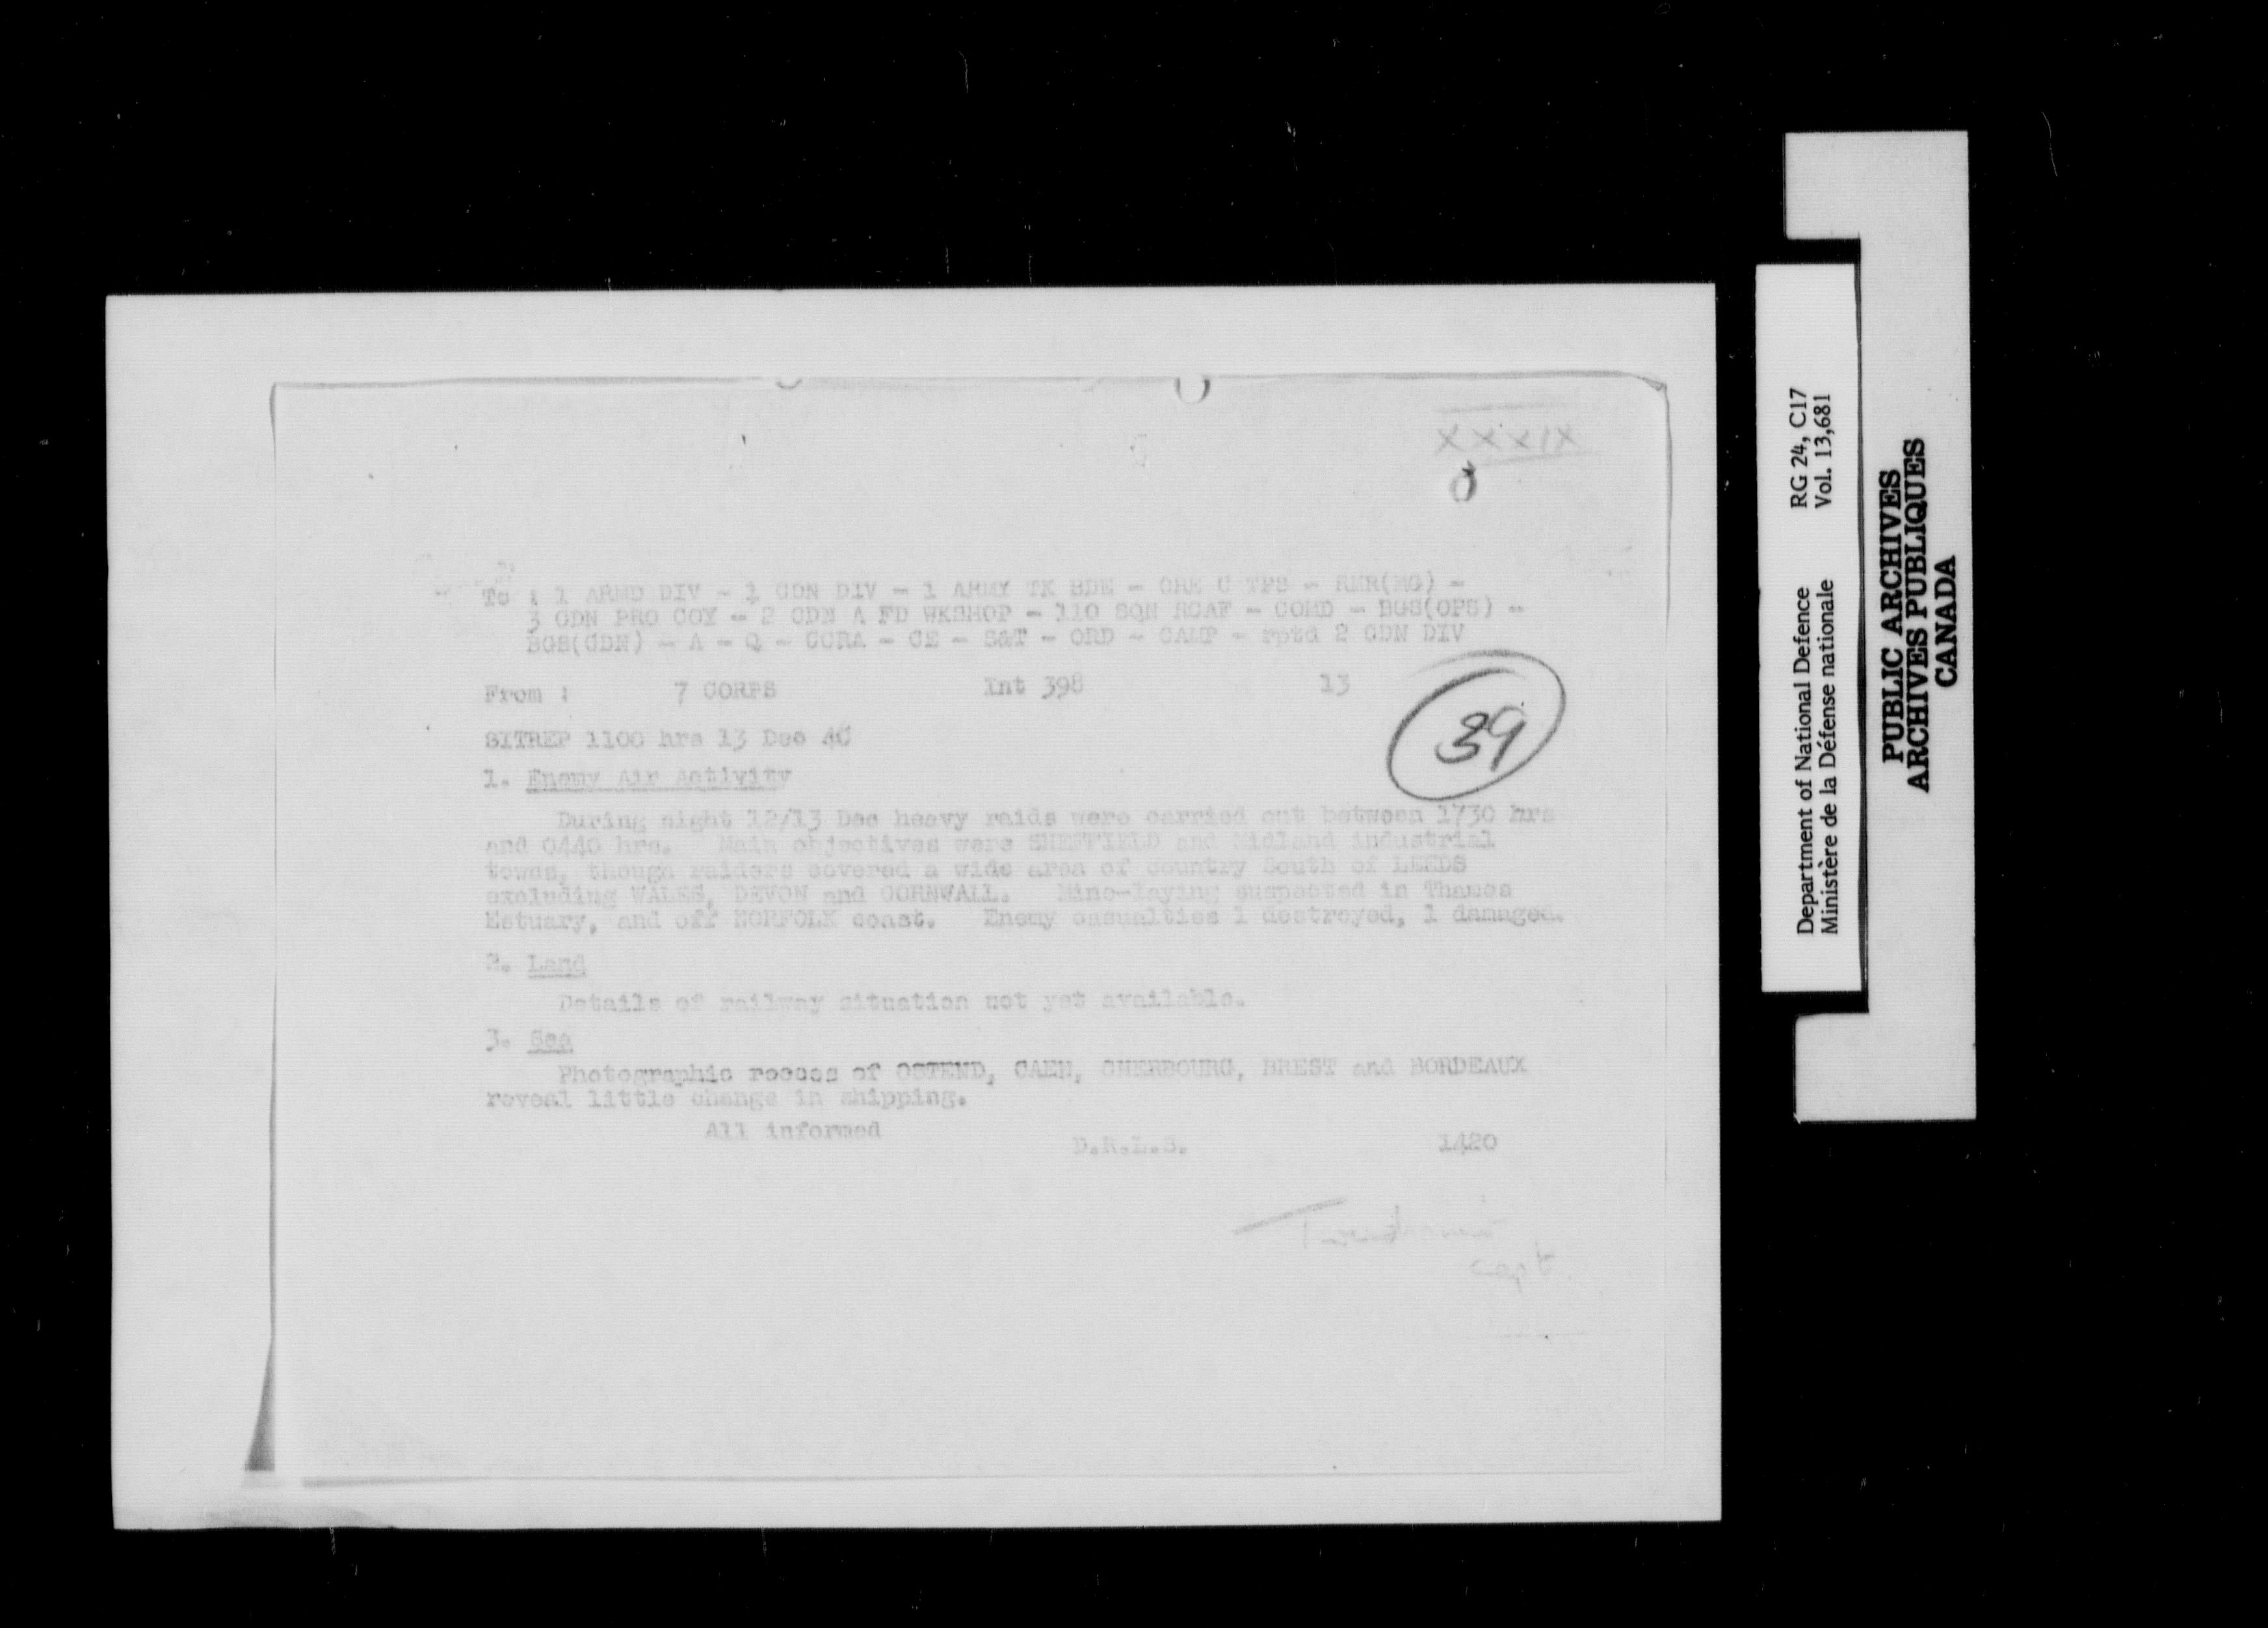 XXXIX
To : 1 ARMD DIV - 1 CDN DIV - 1 ARMY TK BDE - CRE C TPS - RMR(MG) -
3 CDN PRO COY - 2 CDN A FD WKSHOP - 110 SQN RCAF - COMD - BGS(OPS) -
BGS(CDN) - A - Q - CCRA - CE - S&T - ORD - CAMP - rptd 2 CDN DIV
From : 7 CORPS Int 398 13
39
SITREP 1100 hrs 13 Dec 40
1. Enemy Air Activity
During night 12/13 Dec heavy raids were carried out between 1730 hrs
and 0440 hrs. Main objectives were SHEFFIELD and Midland industrial
towns, though raiders covered a wide area of country South of LEEDS
excluding WALES, DEVON and CORNWALL. Mine-laying suspected in Thames
Estuary, and off NORFOLK coast. Enemy casualties 1 destroyed, 1 damaged.
2. Land
Details of railway situation not yet available.
3. Sea
Photographic recces of OSTEND, CAEN, CHERBOURG, BREST and BORDEAUX
reveal little change in shipping.
All informed
D.R.L.S. 1420
Capt
Department of National Defence RG 24, C17
Ministère de la Défense nationale Vol. 13,681
PUBLIC ARCHIVES
ARCHIVES PUBLIQUES
CANADA